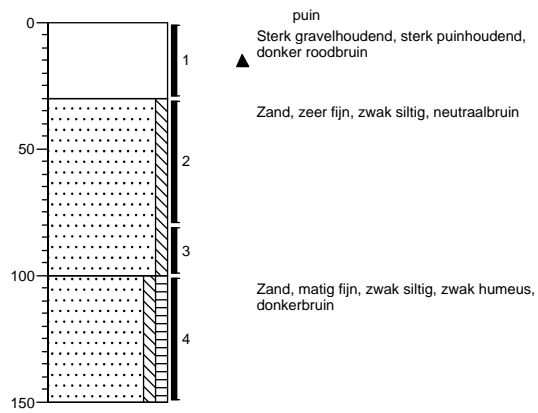 puin
0
Sterk gravelhoudend, sterk puinhoudend,
donker roodbruin
1
Zand, zeer fijn, zwak siltig, neutraalbruin
50
2
3
100
Zand, matig fijn, zwak siltig, zwak humeus,
donkerbruin
4
150